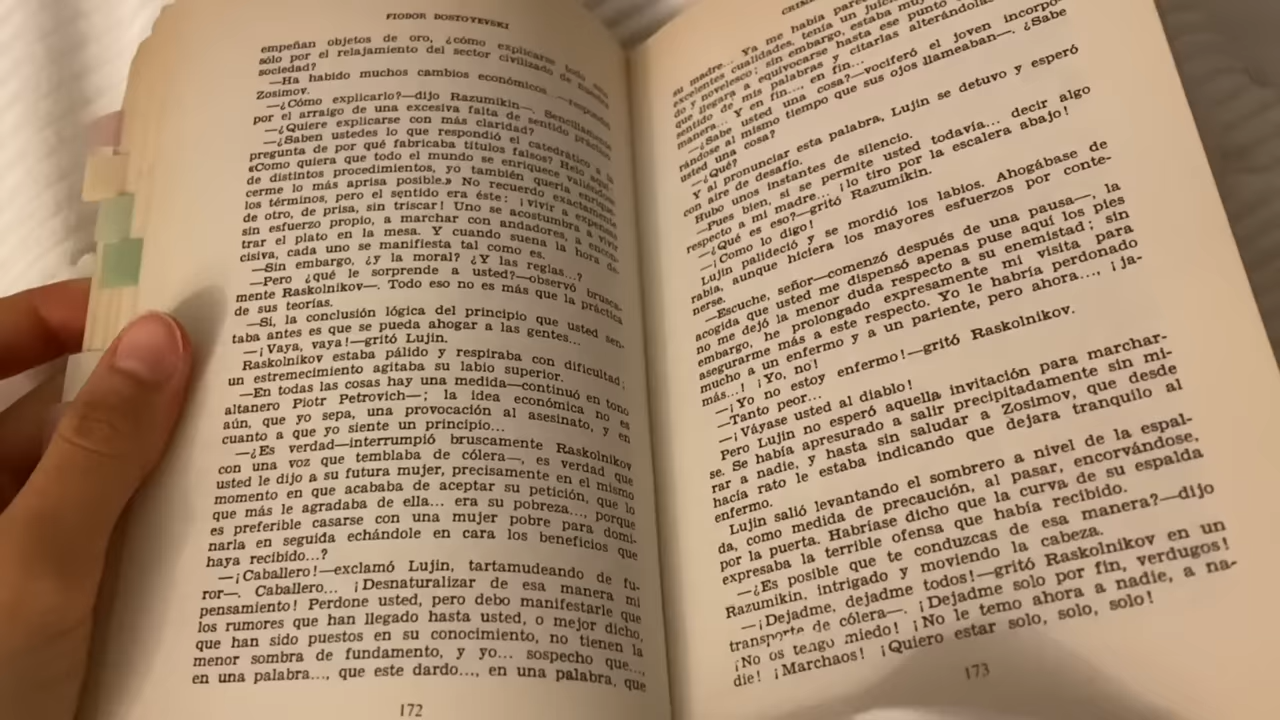 FIODOR DOSTOYEVSKI
empeñan objetos de oro, ¿cómo explicarse todo
sólo por el relajamiento del sector civilizado de nuestra
sociedad?
—Ha habido muchos cambios económicos —respondió
Zosimov.
—¿Cómo explicarlo?—dijo Razumikin—. Sencillamente
por el arraigo de una excesiva falta de sentido práctico.
—¿Quiere explicarse con más claridad?
—¿Saben ustedes lo que respondió el catedrático a la
pregunta de por qué fabricaba títulos falsos? Helo aquí:
«Como quiera que todo el mundo se enriquece valiéndose
de distintos procedimientos, yo también quería enrique-
cerme lo más aprisa posible.» No recuerdo exactamente
los términos, pero el sentido era éste: ¡vivir a expensas
de otro, de prisa, sin triscar! Uno se acostumbra a vivir
sin esfuerzo propio, a marchar con andadores, a encon-
trar el plato en la mesa. Y cuando suena la hora de-
cisiva, cada uno se manifiesta tal como es.
—Sin embargo, ¿y la moral? ¿Y las reglas...?
—Pero ¿qué le sorprende a usted?—observó brusca-
mente Raskolnikov—. Todo eso no es más que la práctica
de sus teorías.
—Sí, la conclusión lógica del principio que usted sen-
taba antes es que se pueda ahogar a las gentes...
—¡Vaya, vaya!—gritó Lujin.
Raskolnikov estaba pálido y respiraba con dificultad;
un estremecimiento agitaba su labio superior.
—En todas las cosas hay una medida—continuó en tono
altanero Piotr Petrovich—; la idea económica no es
aún, que yo sepa, una provocación al asesinato, y en
cuanto a que yo siente un principio...
—¿Es verdad—interrumpió bruscamente Raskolnikov
con una voz que temblaba de cólera—, es verdad que
usted le dijo a su futura mujer, precisamente en el mismo
momento en que acababa de aceptar su petición, que lo
que más le agradaba de ella... era su pobreza..., porque
es preferible casarse con una mujer pobre para domi-
narla en seguida echándole en cara los beneficios que
haya recibido...?
—¡Caballero!—exclamó Lujin, tartamudeando de fu-
ror—. Caballero... ¡Desnaturalizar de esa manera mi
pensamiento! Perdone usted, pero debo manifestarle que
los rumores que han llegado hasta usted, o mejor dicho,
que han sido puestos en su conocimiento, no tienen la
menor sombra de fundamento, y yo... sospecho que...,
en una palabra..., que este dardo..., en una palabra, que
172
su madre... Ya me había
excelentes cualidades, tenía un
do y novelesco; sin embargo, estaba muy
que llegara a equivocarse hasta ese punto
sentido de mis palabras y citarlas alterándolas
manera... Y en fin..., en fin...
—¿Sabe usted una cosa?—vociferó el joven incorpo-
rándose al mismo tiempo que sus ojos llameaban—. ¿Sabe
usted una cosa?
—¿Qué?
Y al pronunciar esta palabra, Lujin se detuvo y esperó
con aire de desafío.
Hubo unos instantes de silencio.
—Pues bien, si se permite usted todavía... decir algo
respecto a mi madre... ¡lo tiro por la escalera abajo!
—¿Qué es eso?—gritó Razumikin.
—¡Como lo digo!
Lujin palideció y se mordió los labios. Ahogábase de
rabia, aunque hiciera los mayores esfuerzos por conte-
nerse.
—Escuche, señor—comenzó después de una pausa—, la
acogida que usted me dispensó apenas puse aquí los pies
no me dejó la menor duda respecto a su enemistad; sin
embargo, he prolongado expresamente mi visita para
asegurarme más a este respecto. Yo le habría perdonado
mucho a un enfermo y a un pariente, pero ahora..., ¡ja-
más...! ¡Yo, no!
—¡Yo no estoy enfermo!—gritó Raskolnikov.
—Tanto peor...
—¡Váyase usted al diablo!
Pero Lujin no esperó aquella invitación para marchar-
se. Se había apresurado a salir precipitadamente sin mi-
rar a nadie, y hasta sin saludar a Zosimov, que desde
hacía rato le estaba indicando que dejara tranquilo al
enfermo.
Lujin salió levantando el sombrero a nivel de la espal-
da, como medida de precaución, al pasar, encorvándose,
por la puerta. Habríase dicho que la curva de su espalda
expresaba la terrible ofensa que había recibido.
—¿Es posible que te conduzcas de esa manera?—dijo
Razumikin, intrigado y moviendo la cabeza.
—¡Dejadme, dejadme todos!—gritó Raskolnikov en un
transporte de cólera—. ¡Dejadme solo por fin, verdugos!
¡No os tengo miedo! ¡No le temo ahora a nadie, a na-
die! ¡Marchaos! ¡Quiero estar solo, solo, solo!
173